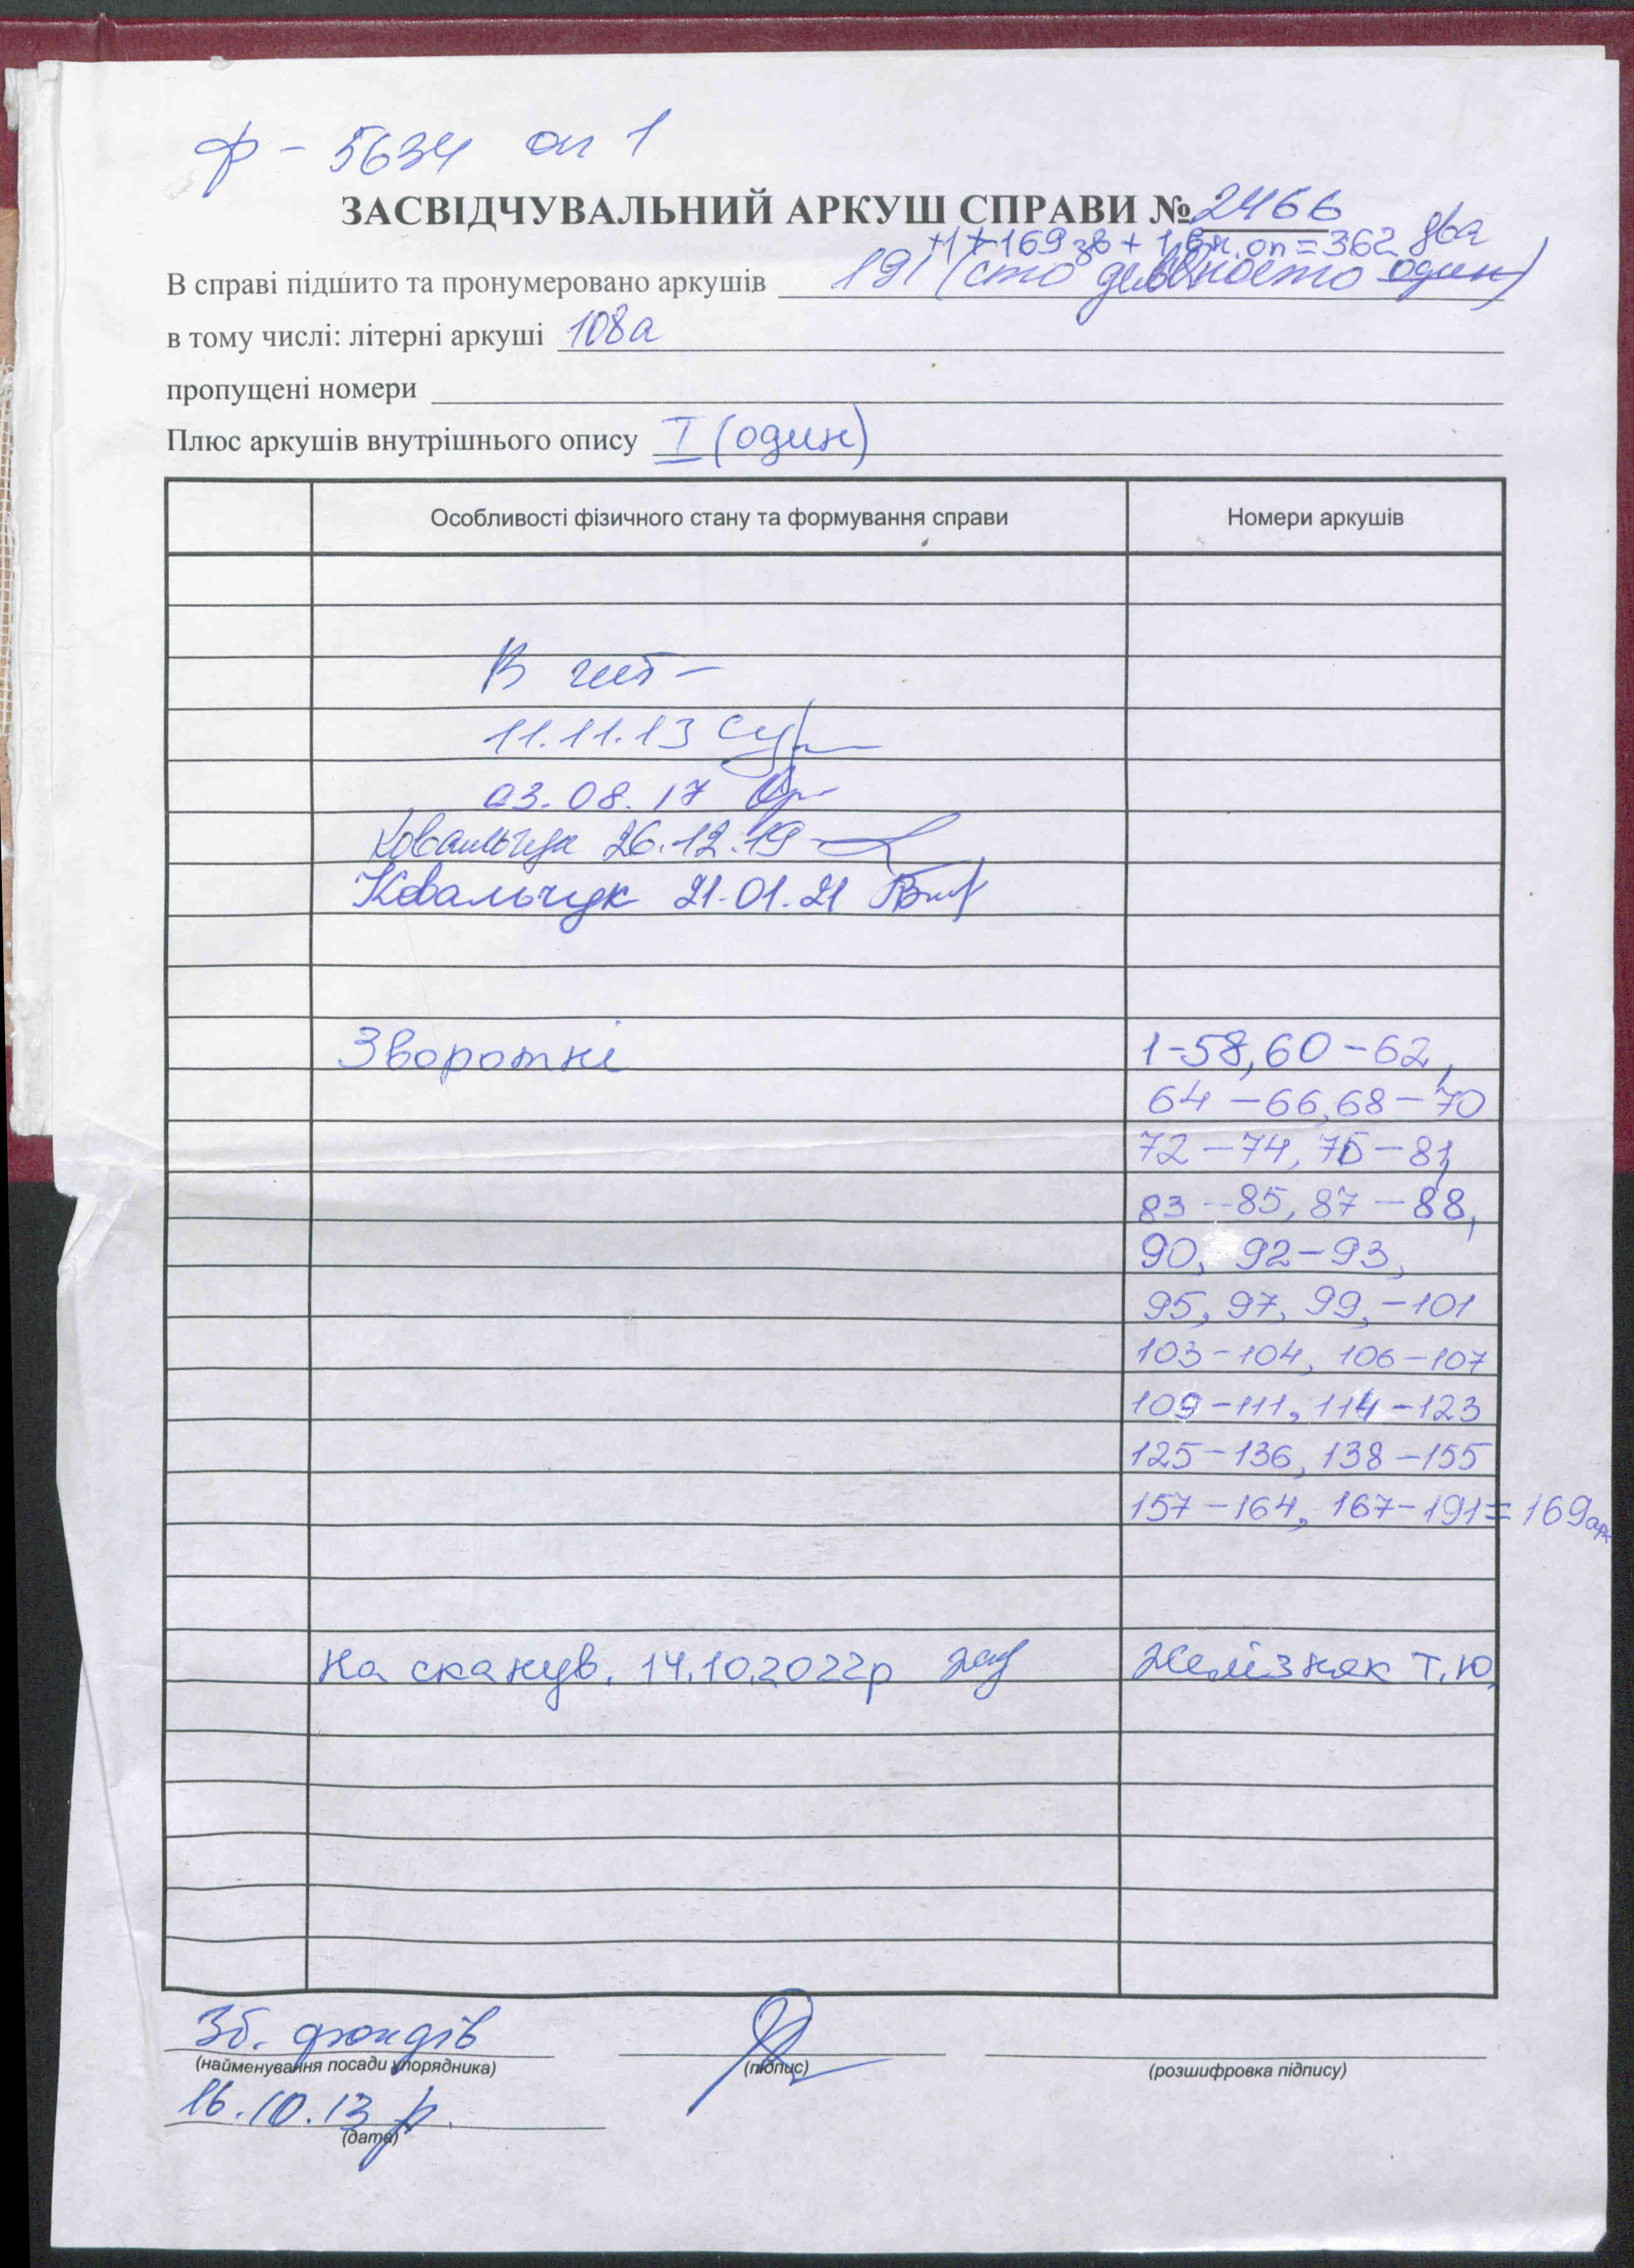 ф - 5634 оп 1
ЗАСВІДЧУВАЛЬНИЙ АРКУШ СПРАВИ № 2466
+1+169 зв + 1 вн. оп = 362 два
В справі підшито та пронумеровано аркушів 191 (сто дев'яносто один)
в тому числі: літерні аркуші 108а
пропущені номери
Плюс аркушів внутрішнього опису I (один)
Особливості фізичного стану та формування справи Номери аркушів
В чит -
11.11.13
03.08.17
Ковальчук 26.12.19
Ковальчук 21.01.21
Зворотні 1-58, 60-62,
64-66, 68-70
72-74, 76-81,
83-85, 87-88,
90, 92-93,
95, 97, 99, -101
103-104, 106-107
109-111, 114-123
125-136, 138-155
157-164, 167-191 = 169 арк
На сканув. 14.10.2022р Желізняк Т.Ю.
Зб. фондів
(найменування посади упорядника) (підпис) (розшифровка підпису)
16.10.13 р.
(дата)